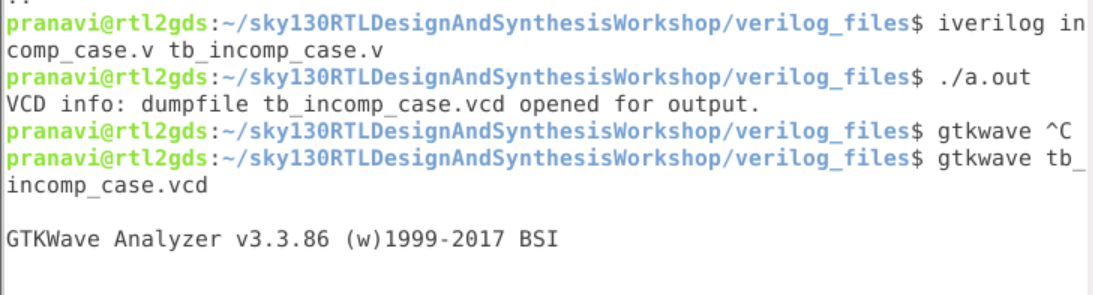 ..
pranavi@rtl2gds:~/sky130RTLDesignAndSynthesisWorkshop/verilog_files$ iverilog in
comp_case.v tb_incomp_case.v
pranavi@rtl2gds:~/sky130RTLDesignAndSynthesisWorkshop/verilog_files$ ./a.out
VCD info: dumpfile tb_incomp_case.vcd opened for output.
pranavi@rtl2gds:~/sky130RTLDesignAndSynthesisWorkshop/verilog_files$ gtkwave ^C
pranavi@rtl2gds:~/sky130RTLDesignAndSynthesisWorkshop/verilog_files$ gtkwave tb_
incomp_case.vcd
GTKWave Analyzer v3.3.86 (w)1999-2017 BSI